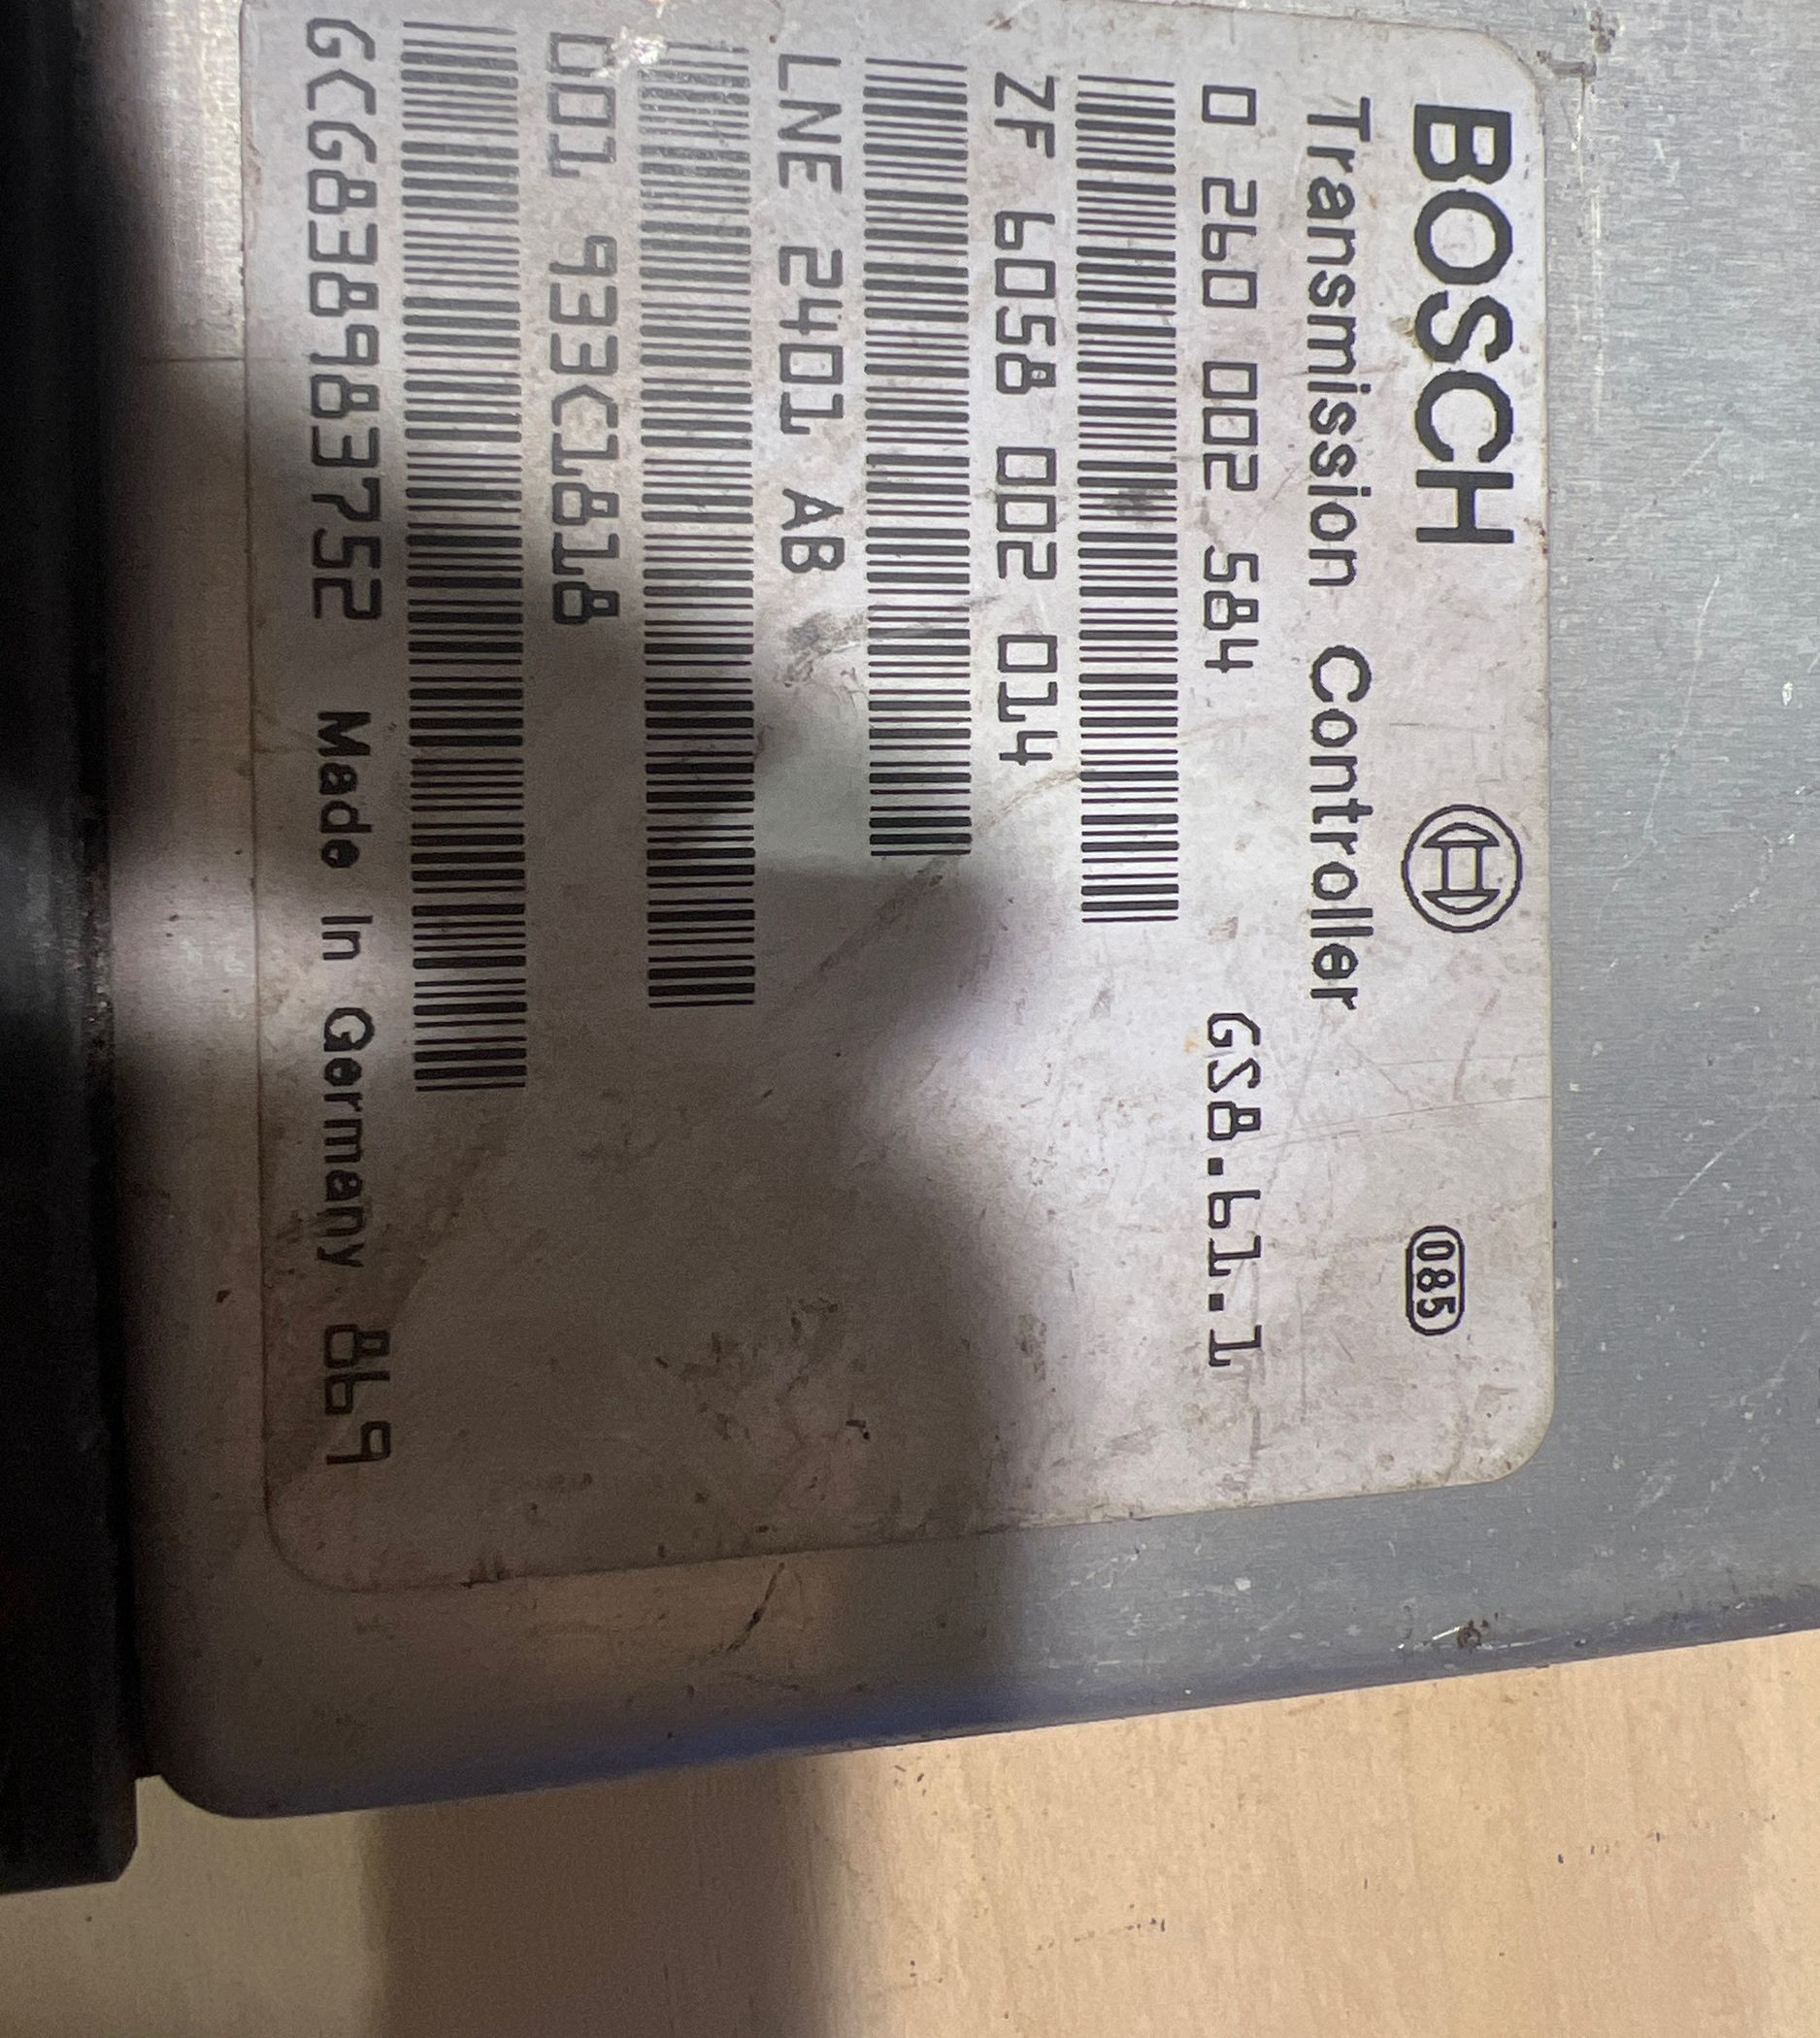 BOSCH 085
Transmission Controller
0 260 002 584 GS8.61.1
ZF 6058 002 014
LNE 2401 AB
001 933C1818
GCG838983752 Made In Germany 869